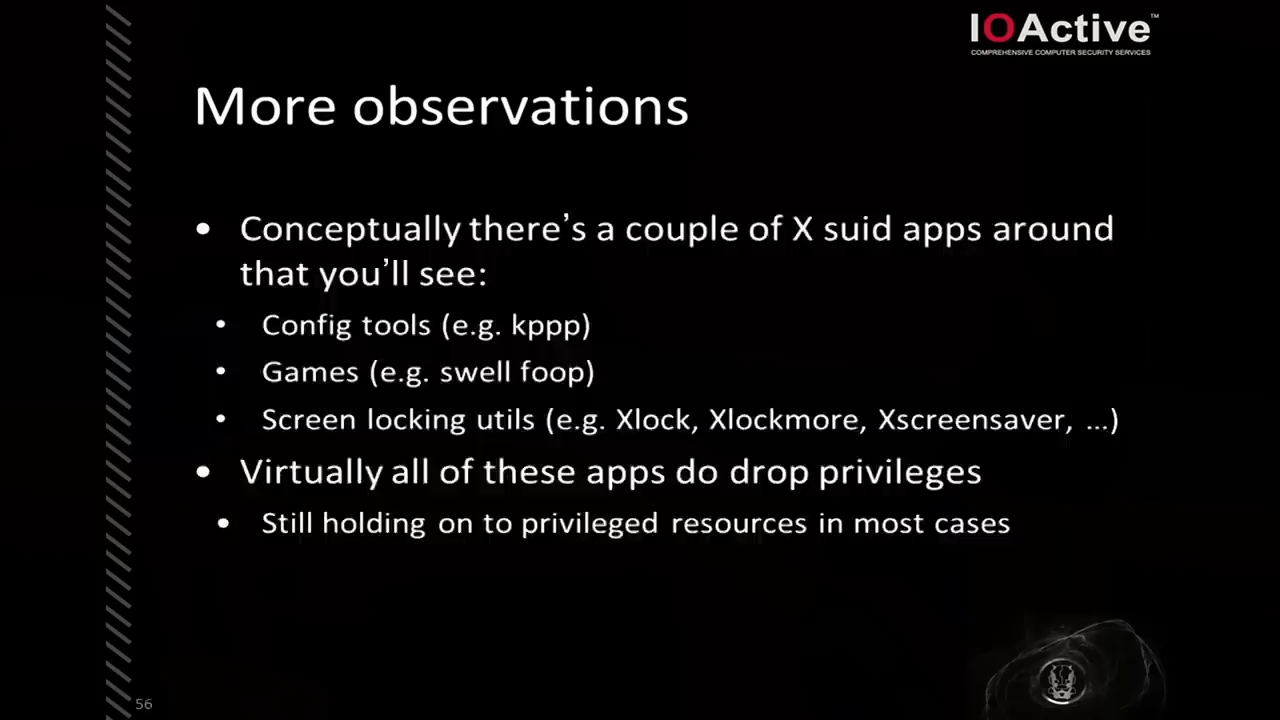 IOActive™
COMPREHENSIVE COMPUTER SECURITY SERVICES
More observations
• Conceptually there’s a couple of X suid apps around
that you’ll see:
• Config tools (e.g. kppp)
• Games (e.g. swell foop)
• Screen locking utils (e.g. Xlock, Xlockmore, Xscreensaver, ...)
• Virtually all of these apps do drop privileges
• Still holding on to privileged resources in most cases
56